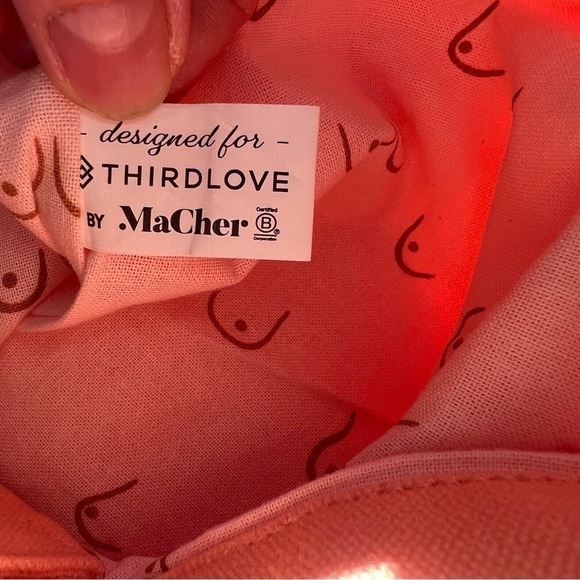 - designed for -
THIRDLOVE
BY MaCher Certified B Corporation